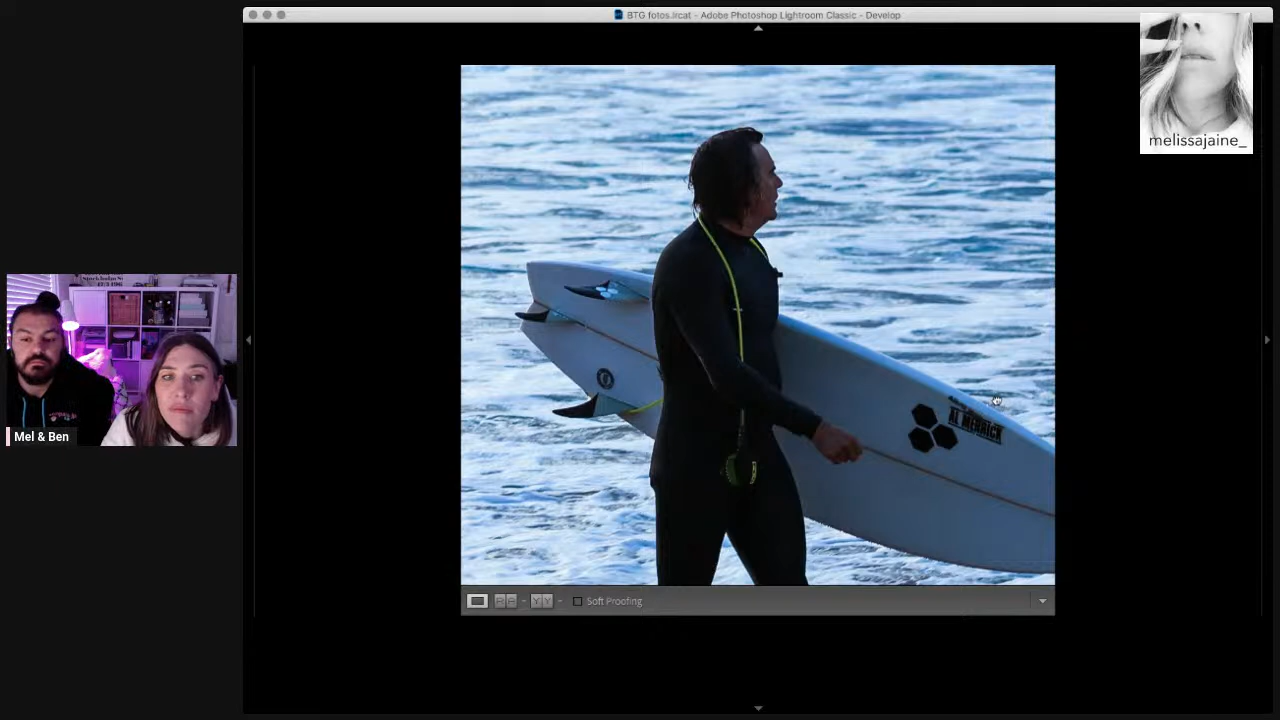 BTG fotos.lrcat - Adobe Photoshop Lightroom Classic - Develop
melissajaine_
AL MERRICK
Mel & Ben
Soft Proofing